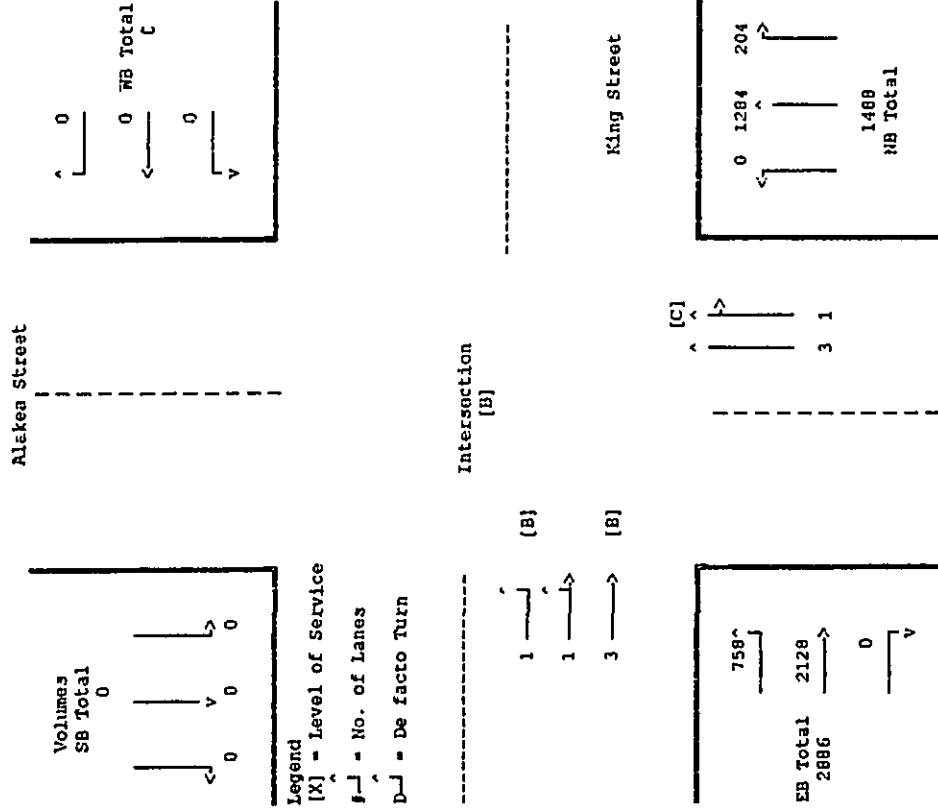 Alakea Street
Volumes
SB Total
0
0 0 0
0
0 WB Total
C
0
Legend
[X] = Level of Service
# = No. of Lanes
D = De facto Turn
Intersection
[B]
King Street
1 [B]
1
3 [B]
[C]
3 1
758
EB Total 2128
2886
0
0 1284 204
1488
NB Total